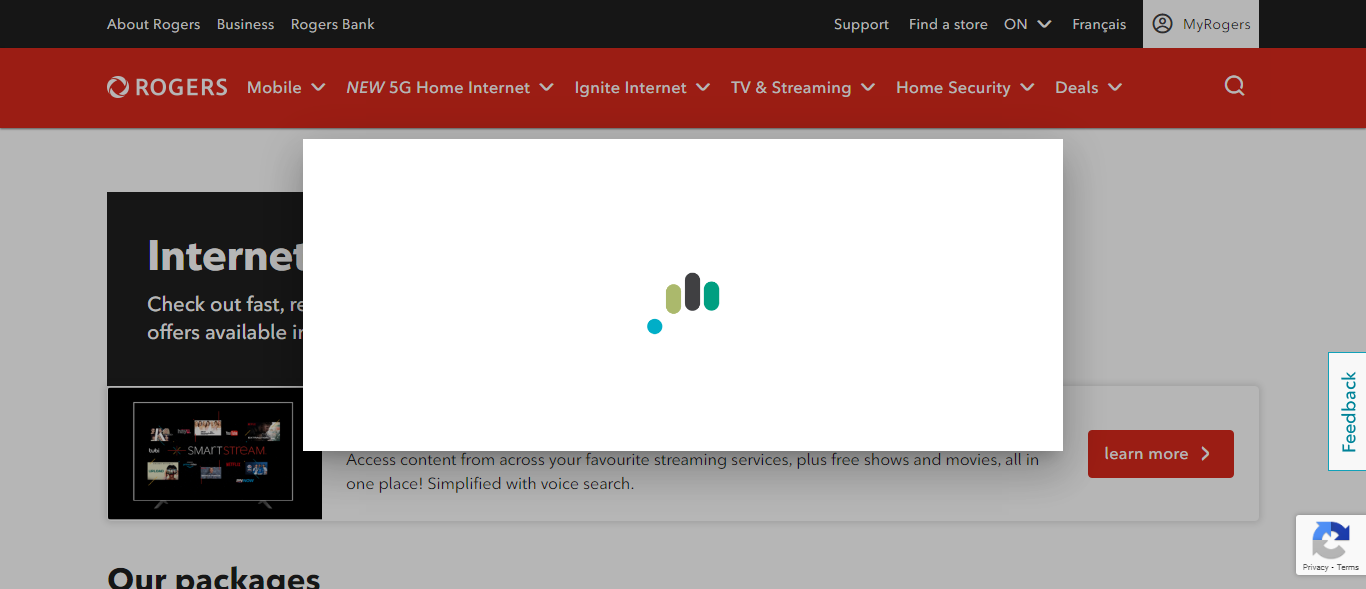 About Rogers Business Rogers Bank Support Find a store ON Français MyRogers
ROGERS Mobile NEW 5G Home Internet Ignite Internet TV & Streaming Home Security Deals
Internet
Check out fast, re
offers available in
SMARTSTREAM
tubi
Access content from across your favourite streaming services, plus free shows and movies, all in
one place! Simplified with voice search.
learn more
Feedback
Privacy - Terms
Our packages